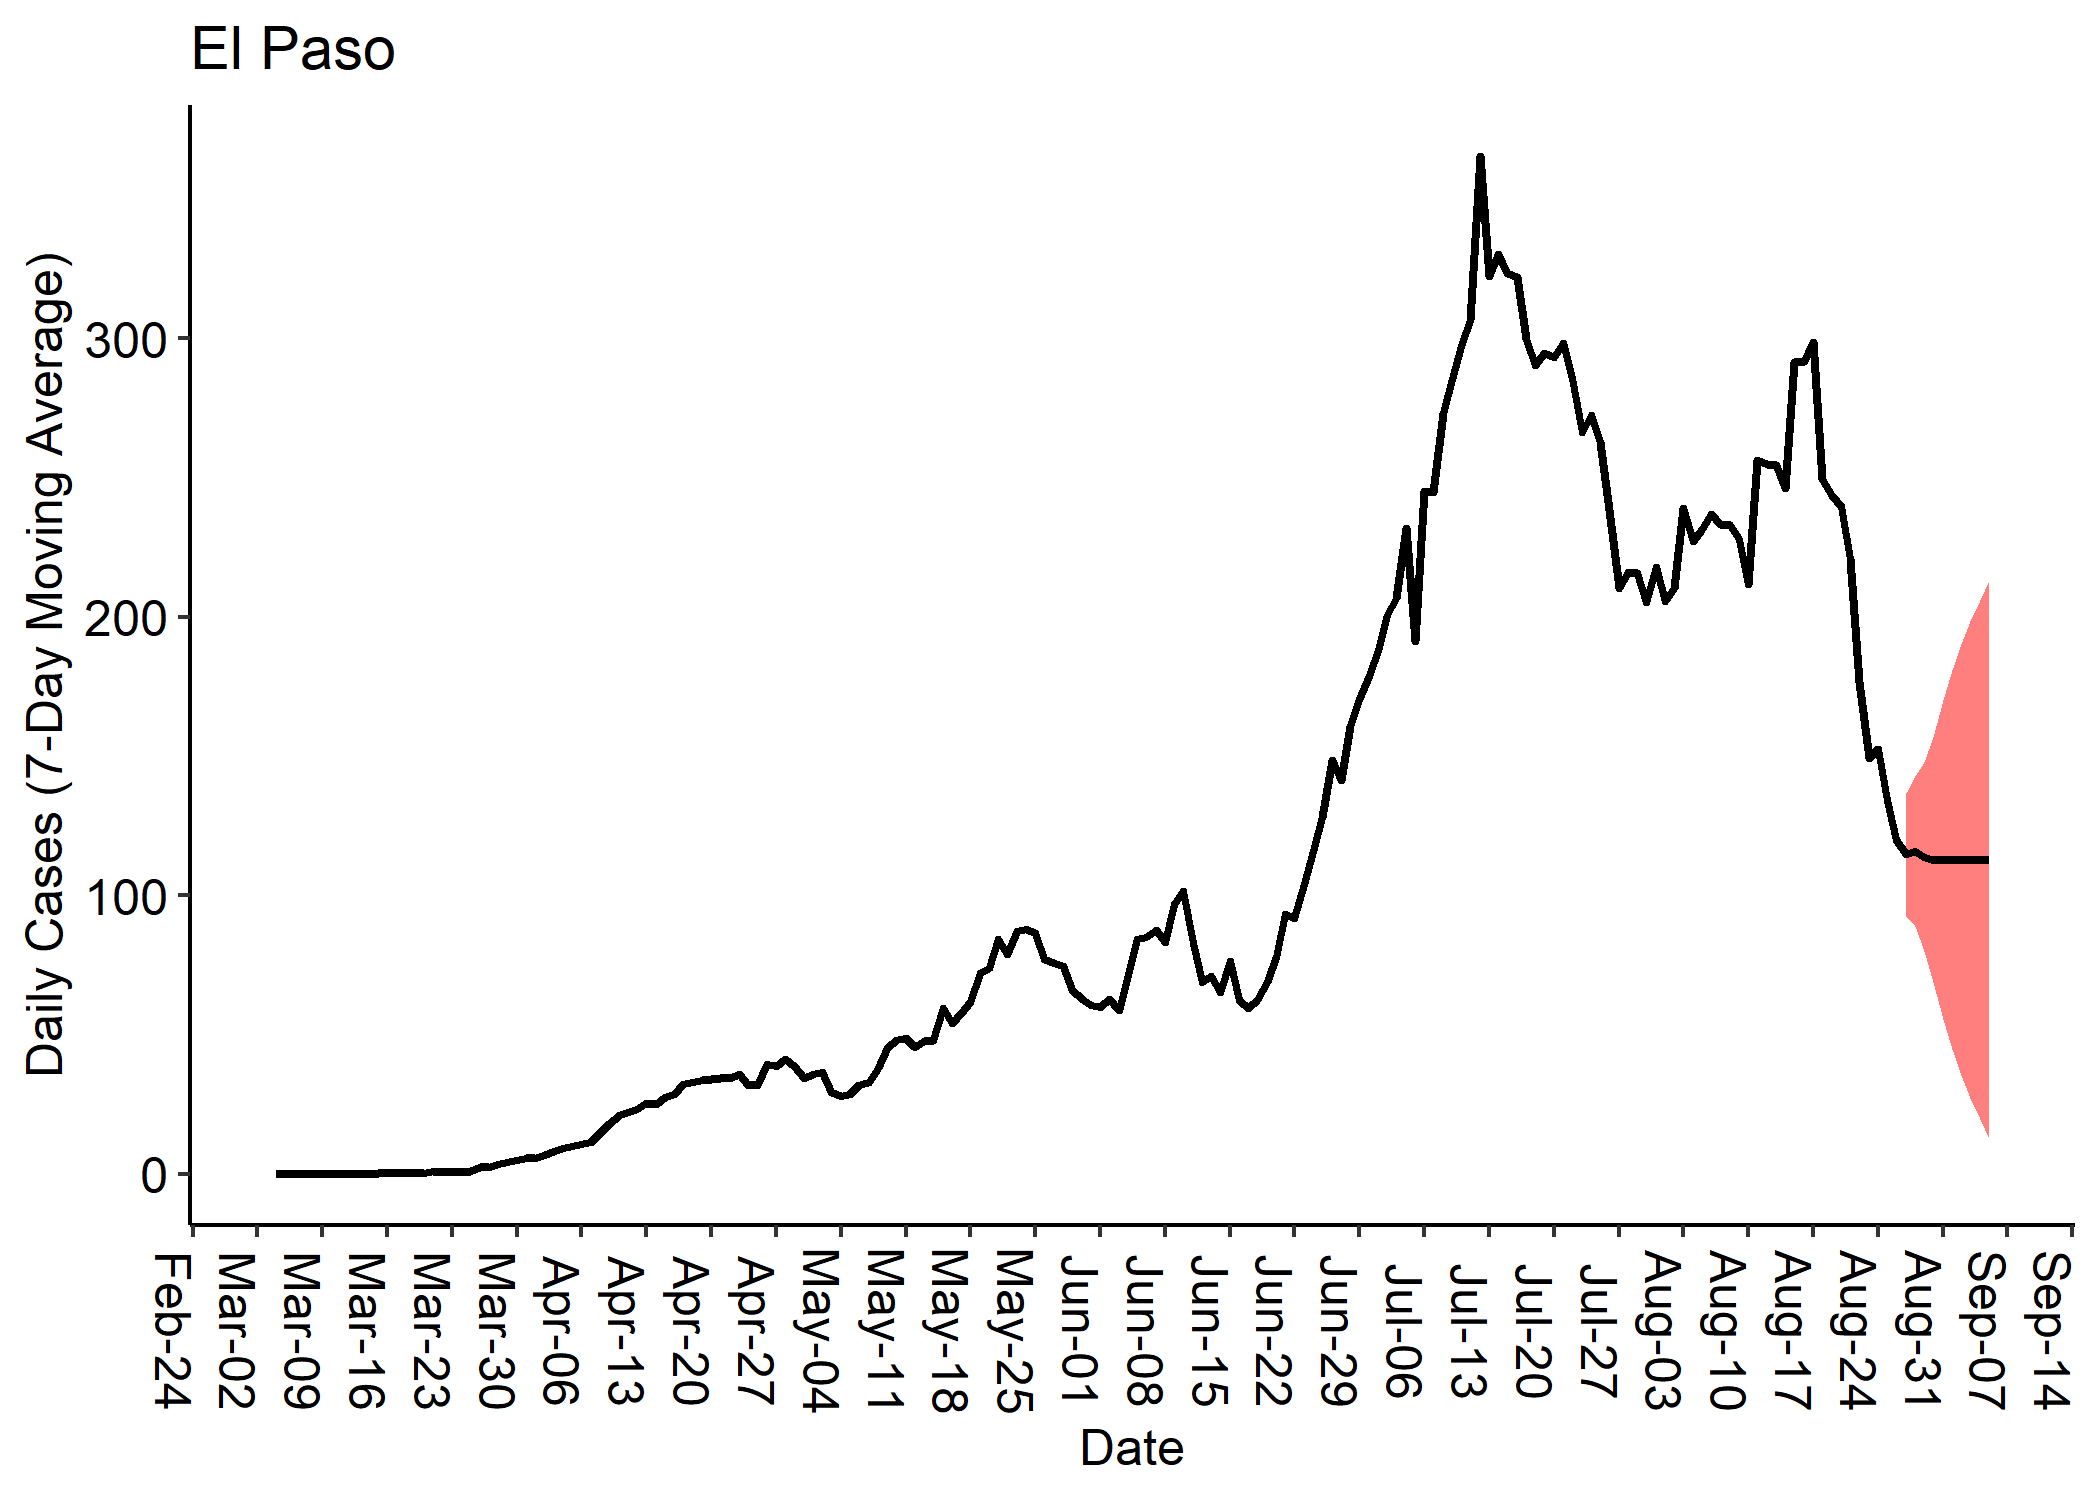 El Paso
Daily Cases (7-Day Moving Average)
300
200
100
0
Feb-24
Mar-02
Mar-09
Mar-16
Mar-23
Mar-30
Apr-06
Apr-13
Apr-20
Apr-27
May-04
May-11
May-18
May-25
Jun-01
Jun-08
Jun-15
Jun-22
Jun-29
Jul-06
Jul-13
Jul-20
Jul-27
Aug-03
Aug-10
Aug-17
Aug-24
Aug-31
Sep-07
Sep-14
Date